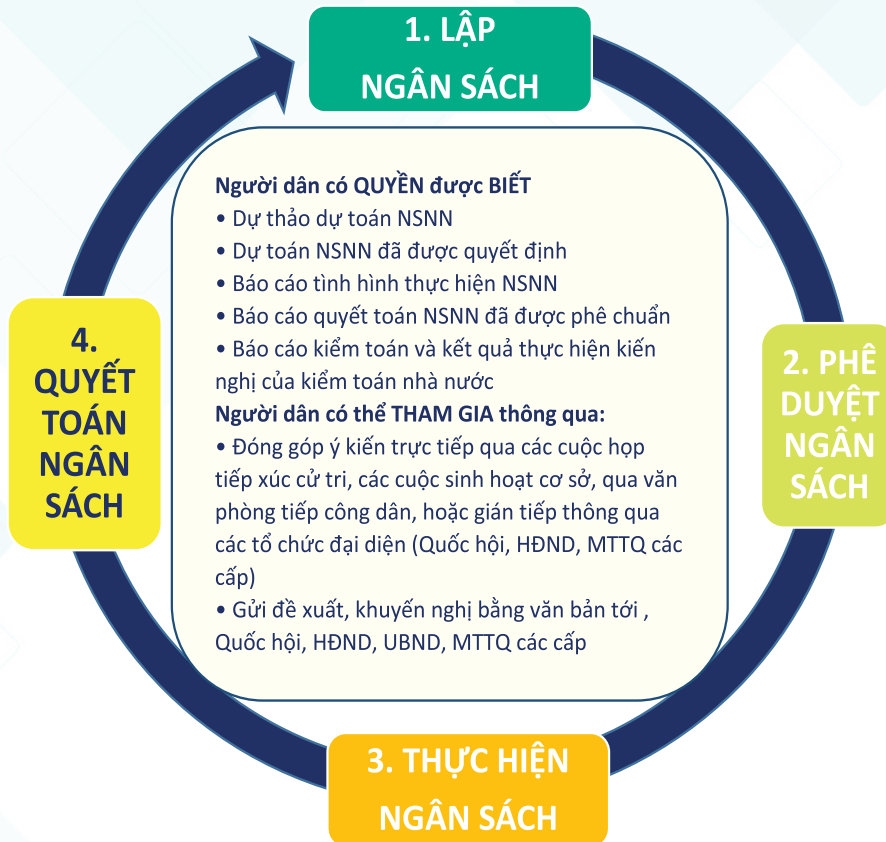 1. LẬP
NGÂN SÁCH
Người dân có QUYỀN được BIẾT
• Dự thảo dự toán NSNN
• Dự toán NSNN đã được quyết định
• Báo cáo tình hình thực hiện NSNN
• Báo cáo quyết toán NSNN đã được phê chuẩn
• Báo cáo kiểm toán và kết quả thực hiện kiến
nghị của kiểm toán nhà nước
Người dân có thể THAM GIA thông qua:
• Đóng góp ý kiến trực tiếp qua các cuộc họp
tiếp xúc cử tri, các cuộc sinh hoạt cơ sở, qua văn
phòng tiếp công dân, hoặc gián tiếp thông qua
các tổ chức đại diện (Quốc hội, HĐND, MTTQ các
cấp)
• Gửi đề xuất, khuyến nghị bằng văn bản tới ,
Quốc hội, HĐND, UBND, MTTQ các cấp
2. PHÊ
DUYỆT
NGÂN
SÁCH
3. THỰC HIỆN
NGÂN SÁCH
4.
QUYẾT
TOÁN
NGÂN
SÁCH